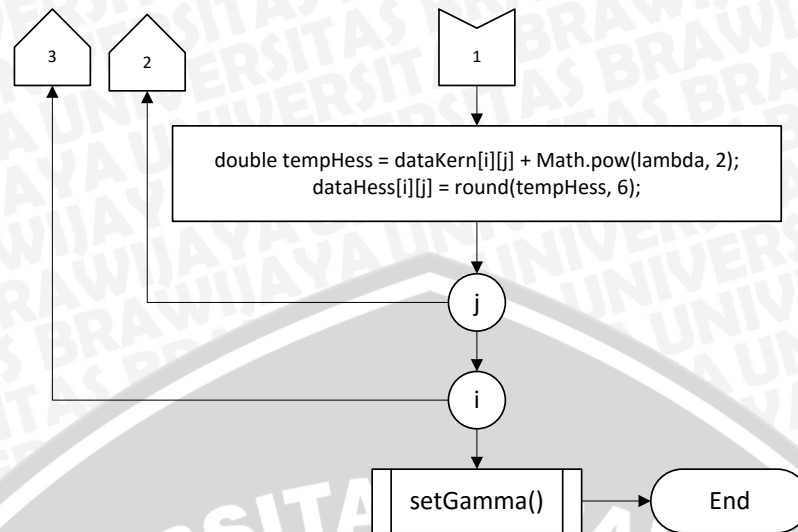 3
2
1
double tempHess = dataKern[i][j] + Math.pow(lambda, 2);
dataHess[i][j] = round(tempHess, 6);
j
i
setGamma()
End